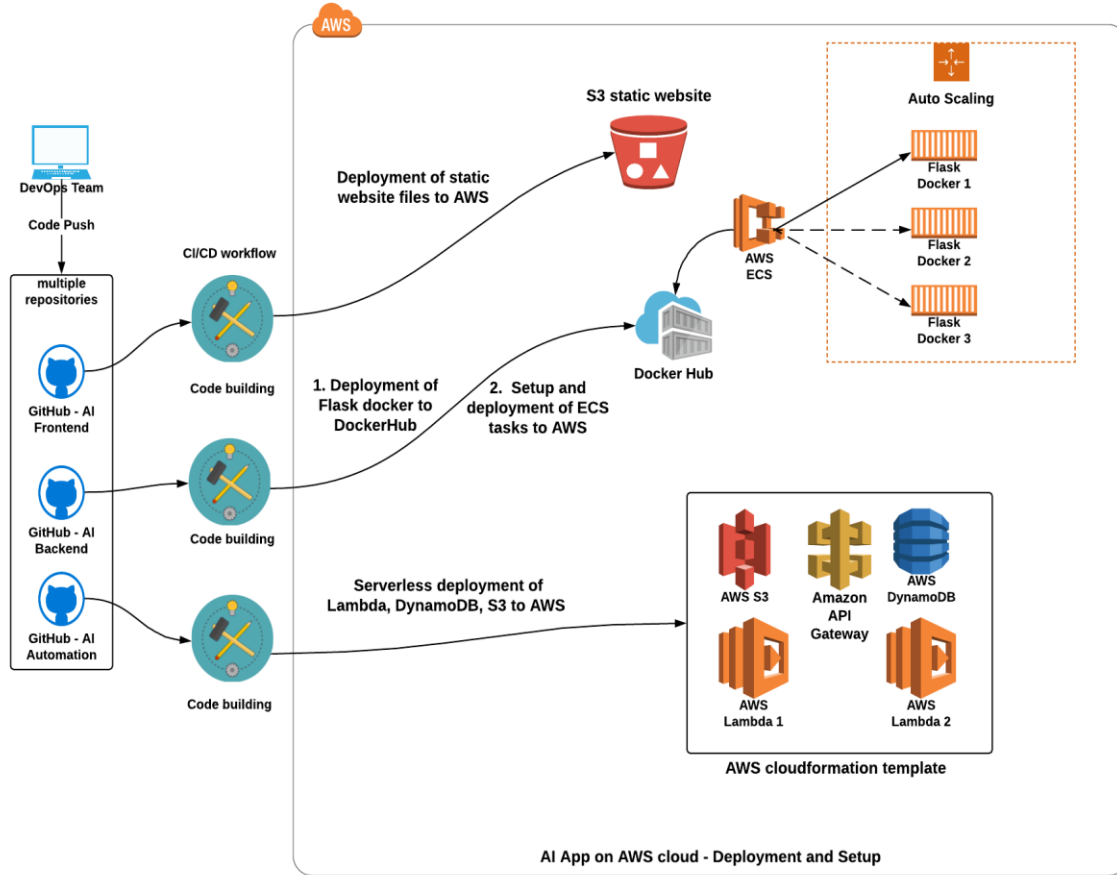 AWS
S3 static website
Auto Scaling
Flask
Docker 1
Flask
Docker 2
Flask
Docker 3
AWS
ECS
Docker Hub
DevOps Team
Code Push
multiple
repositories
GitHub - AI
Frontend
GitHub - AI
Backend
GitHub - AI
Automation
CI/CD workflow
Code building
Code building
Code building
Deployment of static
website files to AWS
1. Deployment of
Flask docker to
DockerHub
2. Setup and
deployment of ECS
tasks to AWS
Serverless deployment of
Lambda, DynamoDB, S3 to AWS
AWS S3
Amazon
API
Gateway
AWS
DynamoDB
AWS
Lambda 1
AWS
Lambda 2
AWS cloudformation template
AI App on AWS cloud - Deployment and Setup